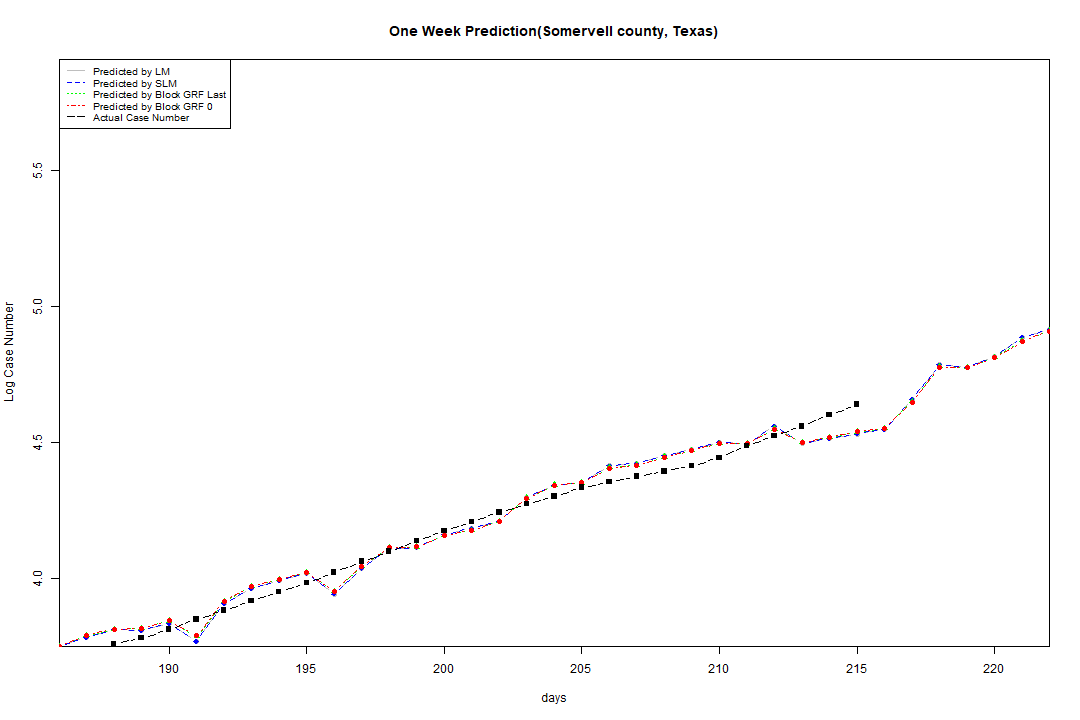 One Week Prediction(Somervell county, Texas)
Predicted by LM
Predicted by SLM
Predicted by Block GRF Last
Predicted by Block GRF 0
Actual Case Number
5.5
5.0
4.5
4.0
Log Case Number
190 195 200 205 210 215 220
days